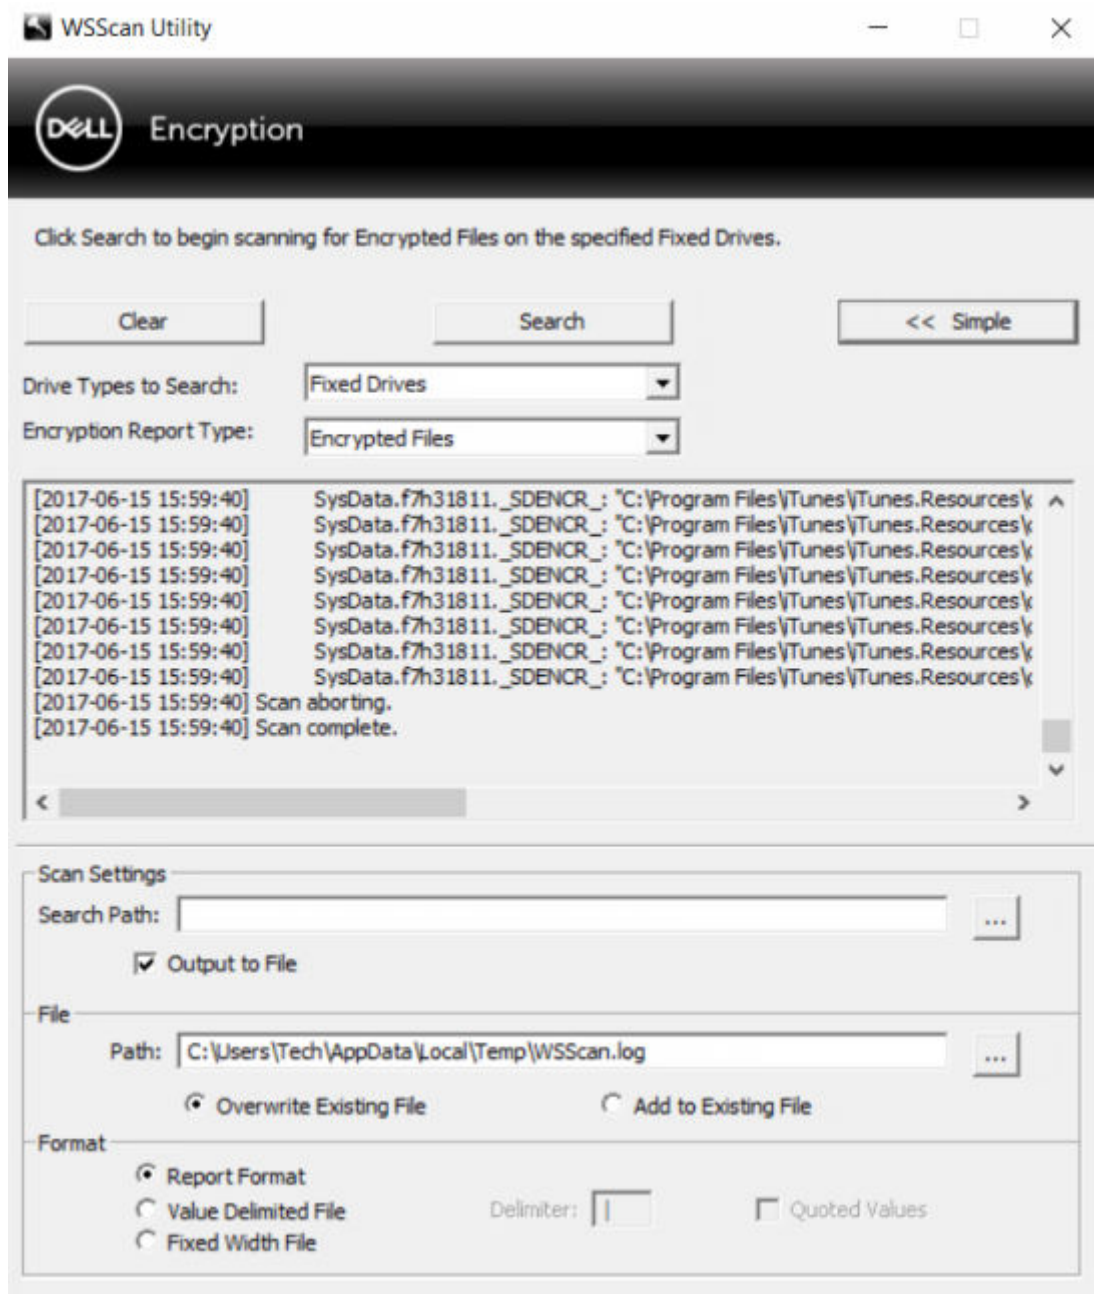 WSScan Utility
DELL Encryption
Click Search to begin scanning for Encrypted Files on the specified Fixed Drives.
Clear Search << Simple
Drive Types to Search: Fixed Drives
Encryption Report Type: Encrypted Files
[2017-06-15 15:59:40] SysData.f7h31811._SDENCR_: "C:\Program Files\iTunes\iTunes.Resources\
[2017-06-15 15:59:40] SysData.f7h31811._SDENCR_: "C:\Program Files\iTunes\iTunes.Resources\
[2017-06-15 15:59:40] SysData.f7h31811._SDENCR_: "C:\Program Files\iTunes\iTunes.Resources\
[2017-06-15 15:59:40] SysData.f7h31811._SDENCR_: "C:\Program Files\iTunes\iTunes.Resources\
[2017-06-15 15:59:40] SysData.f7h31811._SDENCR_: "C:\Program Files\iTunes\iTunes.Resources\
[2017-06-15 15:59:40] SysData.f7h31811._SDENCR_: "C:\Program Files\iTunes\iTunes.Resources\
[2017-06-15 15:59:40] SysData.f7h31811._SDENCR_: "C:\Program Files\iTunes\iTunes.Resources\
[2017-06-15 15:59:40] SysData.f7h31811._SDENCR_: "C:\Program Files\iTunes\iTunes.Resources\
[2017-06-15 15:59:40] Scan aborting.
[2017-06-15 15:59:40] Scan complete.
Scan Settings
Search Path: ...
Output to File
File
Path: C:\Users\Tech\AppData\Local\Temp\WSScan.log ...
Overwrite Existing File Add to Existing File
Format
Report Format
Value Delimited File Delimiter: | Quoted Values
Fixed Width File